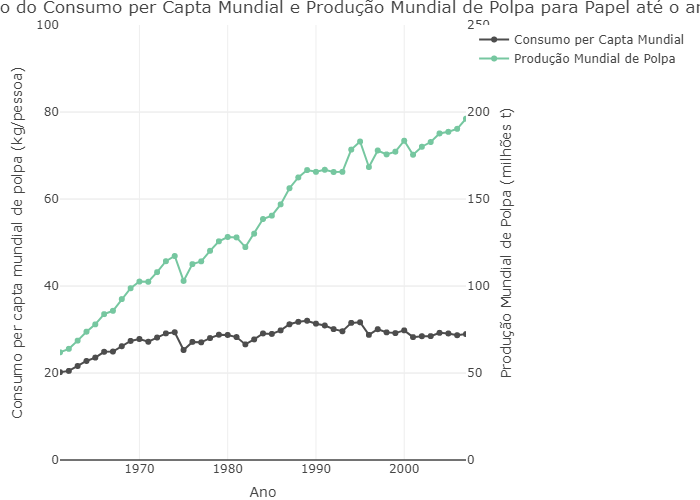 o do Consumo per Capta Mundial e Produção Mundial de Polpa para Papel até o a
Consumo per Capta Mundial
Produção Mundial de Polpa
100
80
60
40
20
0
Consumo per capta mundial de polpa (kg/pessoa)
250
200
150
100
50
0
Produção Mundial de Polpa (milhões t)
1970
1980
1990
2000
Ano